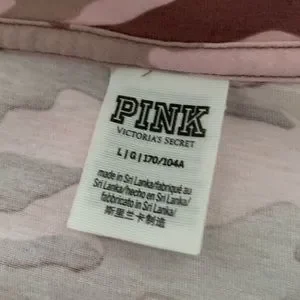 PINK
VICTORIA'S SECRET
L | G | 170/104A
made in Sri Lanka/fabriqué au
Sri Lanka/hecho en Sri Lanka/
fabbricato in Sri Lanka/
斯里兰卡制造